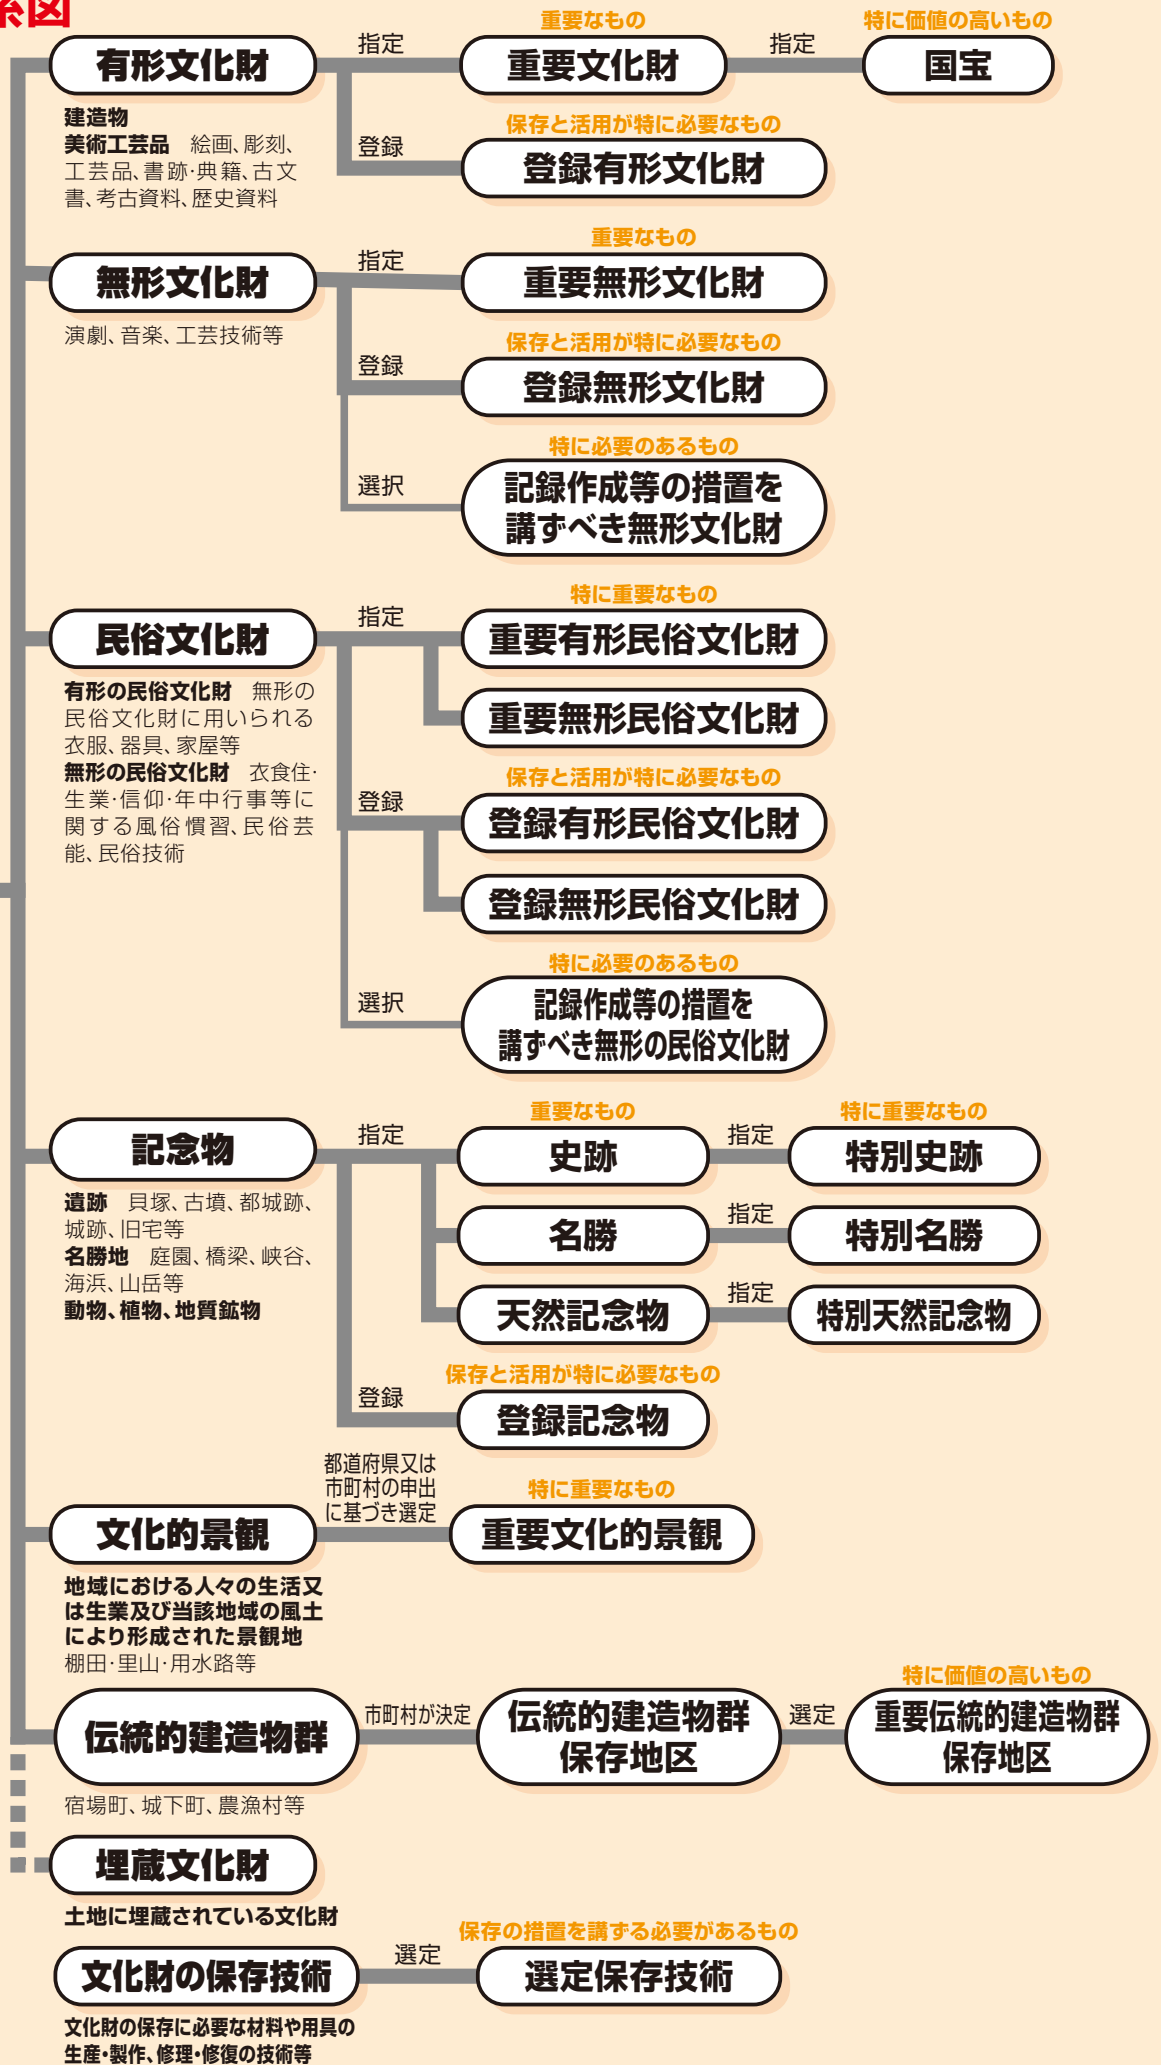 系図
重要なもの
特に価値の高いもの
有形文化財
指定
重要文化財
指定
国宝
建造物
美術工芸品 絵画、彫刻、
工芸品、書跡・典籍、古文
書、考古資料、歴史資料
保存と活用が特に必要なもの
登録
登録有形文化財
重要なもの
無形文化財
指定
重要無形文化財
演劇、音楽、工芸技術等
保存と活用が特に必要なもの
登録
登録無形文化財
特に必要のあるもの
選択
記録作成等の措置を
講ずべき無形文化財
特に重要なもの
民俗文化財
指定
重要有形民俗文化財
有形の民俗文化財 無形の
民俗文化財に用いられる
衣服、器具、家屋等
無形の民俗文化財 衣食住・
生業・信仰・年中行事等に
関する風俗慣習、民俗芸
能、民俗技術
重要無形民俗文化財
保存と活用が特に必要なもの
登録
登録有形民俗文化財
登録無形民俗文化財
特に必要のあるもの
選択
記録作成等の措置を
講ずべき無形の民俗文化財
重要なもの
特に重要なもの
記念物
指定
史跡
指定
特別史跡
遺跡 貝塚、古墳、都城跡、
城跡、旧宅等
名勝地 庭園、橋梁、峡谷、
海浜、山岳等
動物、植物、地質鉱物
名勝
指定
特別名勝
天然記念物
指定
特別天然記念物
保存と活用が特に必要なもの
登録
登録記念物
都道府県又は
市町村の申出
に基づき選定
特に重要なもの
文化的景観
重要文化的景観
地域における人々の生活又
は生業及び当該地域の風土
により形成された景観地
棚田・里山・用水路等
特に価値の高いもの
伝統的建造物群
市町村が決定
伝統的建造物群
保存地区
選定
重要伝統的建造物群
保存地区
宿場町、城下町、農漁村等
埋蔵文化財
土地に埋蔵されている文化財
保存の措置を講ずる必要があるもの
文化財の保存技術
選定
選定保存技術
文化財の保存に必要な材料や用具の
生産・製作、修理・修復の技術等